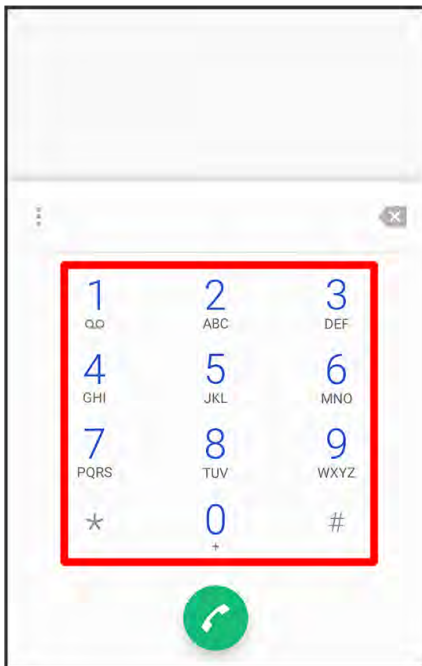 1 2 3
ABC DEF
4 5 6
GHI JKL MNO
7 8 9
PQRS TUV WXYZ
* 0 #
+